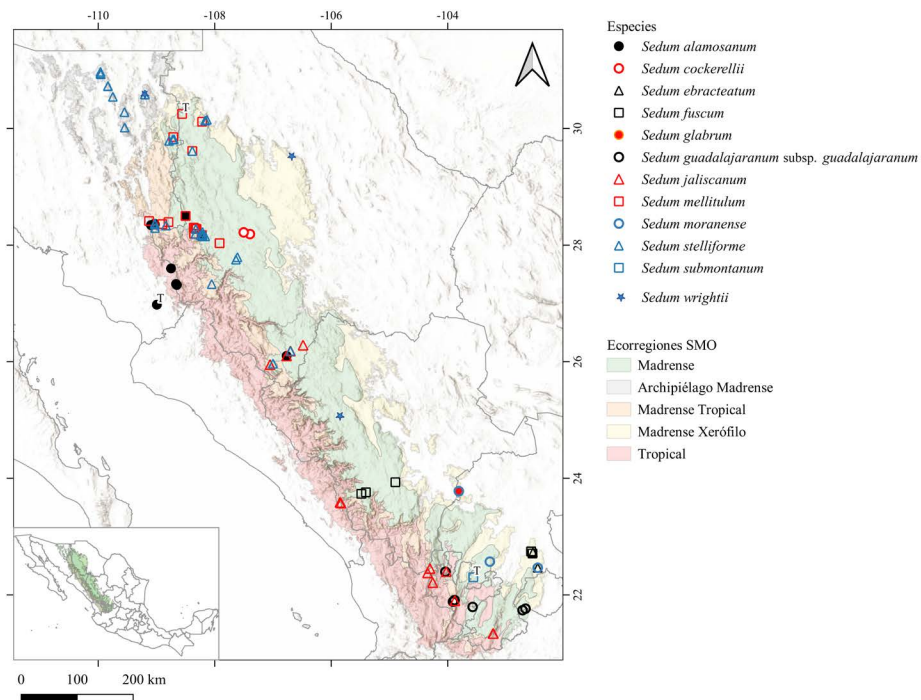 -110
-108
-106
-104
30
28
26
24
22
T
T
T
0
100
200 km
Especies
Sedum alamosanum
Sedum cockerellii
Sedum ebracteatum
Sedum fuscum
Sedum glabrum
Sedum guadalajaranum subsp. guadalajaranum
Sedum jaliscanum
Sedum mellitulum
Sedum moranense
Sedum stelliforme
Sedum submontanum
Sedum wrightii
Ecorregiones SMO
Madrense
Archipiélago Madrense
Madrense Tropical
Madrense Xerófilo
Tropical